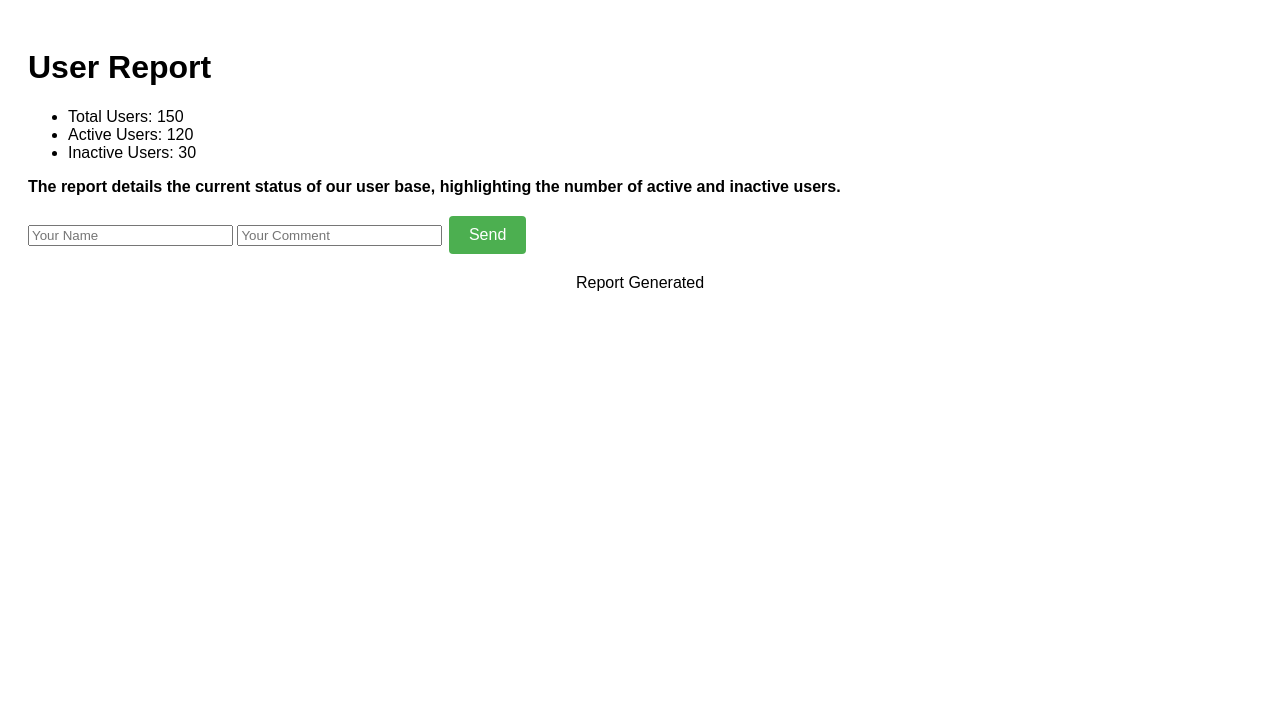 User Report
Total Users: 150
Active Users: 120
Inactive Users: 30
The report details the current status of our user base, highlighting the number of active and inactive users.
Your Name Your Comment Send
Report Generated